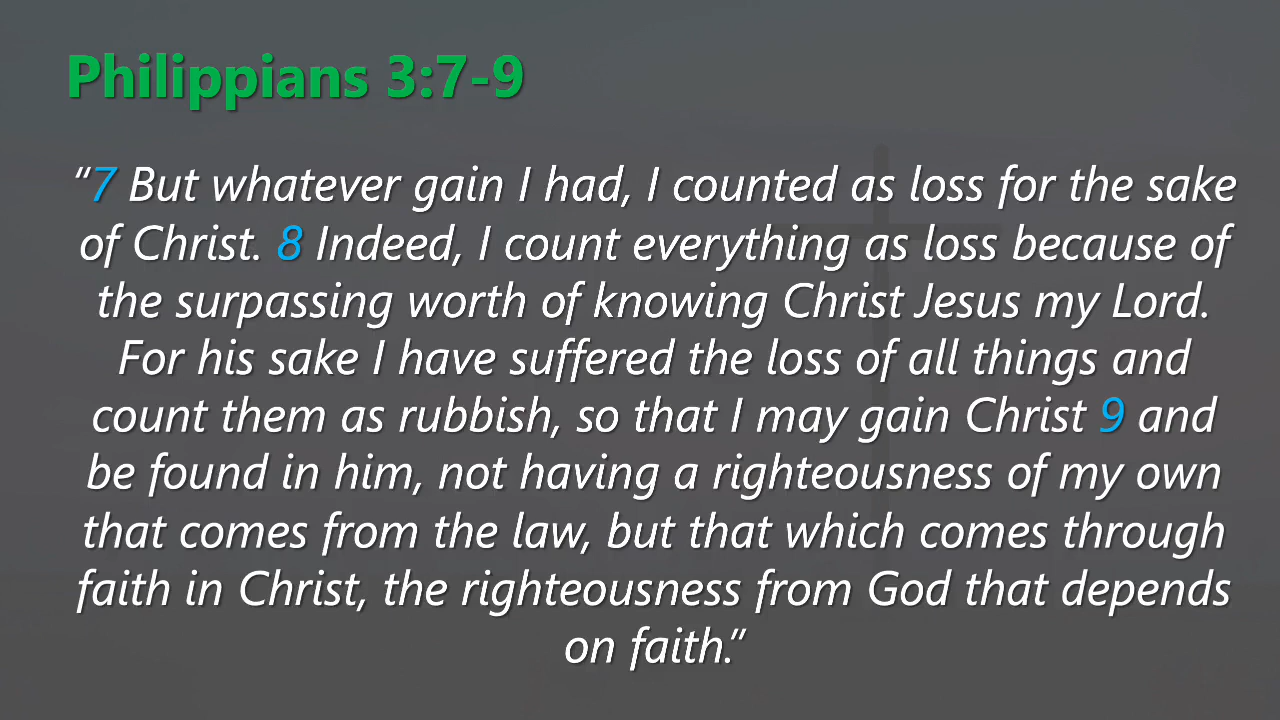 Philippians 3:7-9
“7 But whatever gain I had, I counted as loss for the sake
of Christ. 8 Indeed, I count everything as loss because of
the surpassing worth of knowing Christ Jesus my Lord.
For his sake I have suffered the loss of all things and
count them as rubbish, so that I may gain Christ 9 and
be found in him, not having a righteousness of my own
that comes from the law, but that which comes through
faith in Christ, the righteousness from God that depends
on faith.”